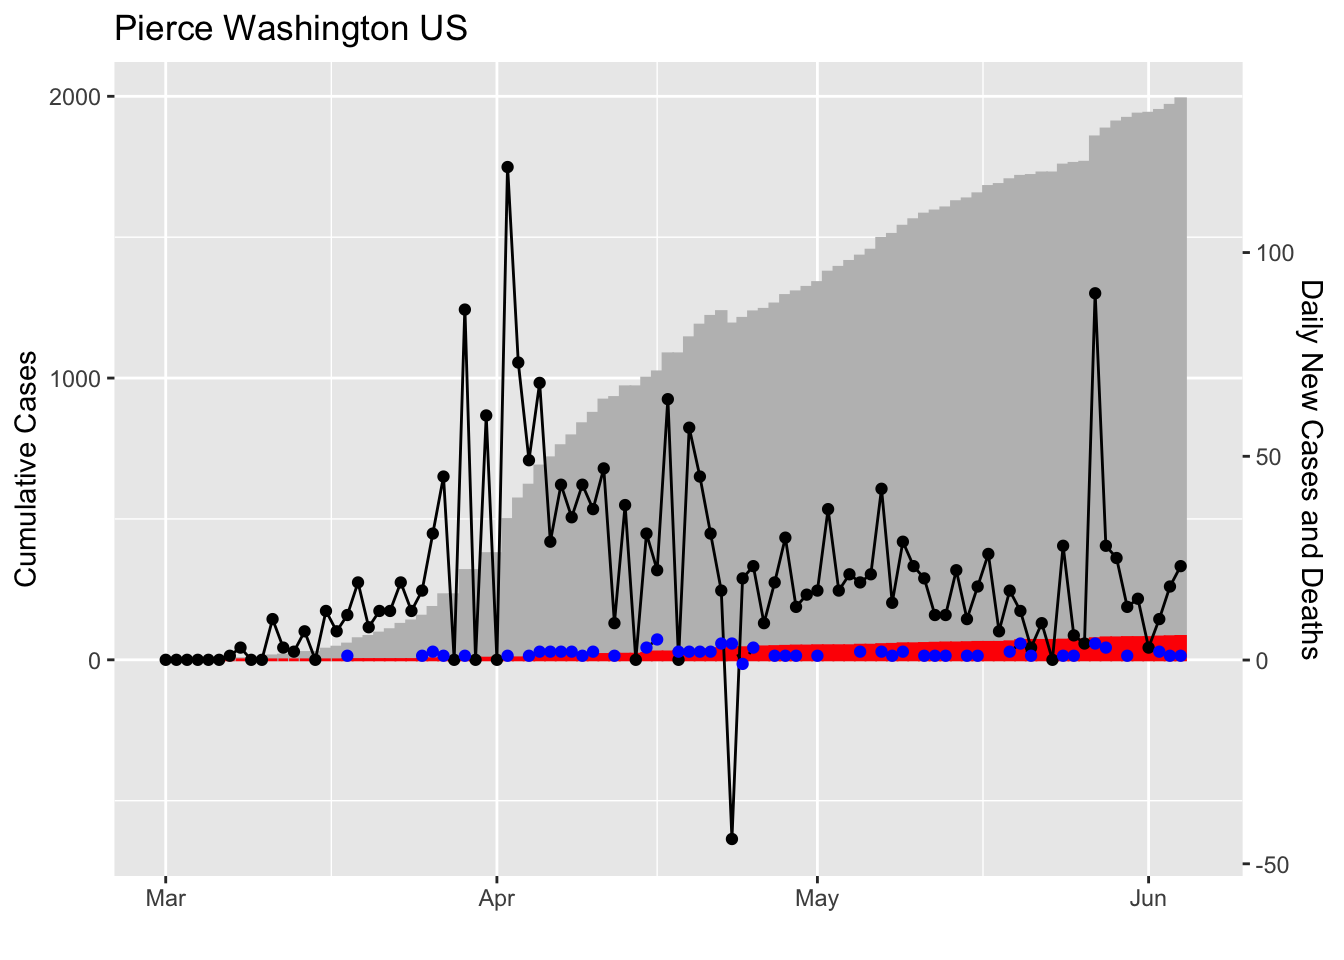 Pierce Washington US
Cumulative Cases
2000
1000
0
100
50
0
-50
Daily New Cases and Deaths
Mar
Apr
May
Jun